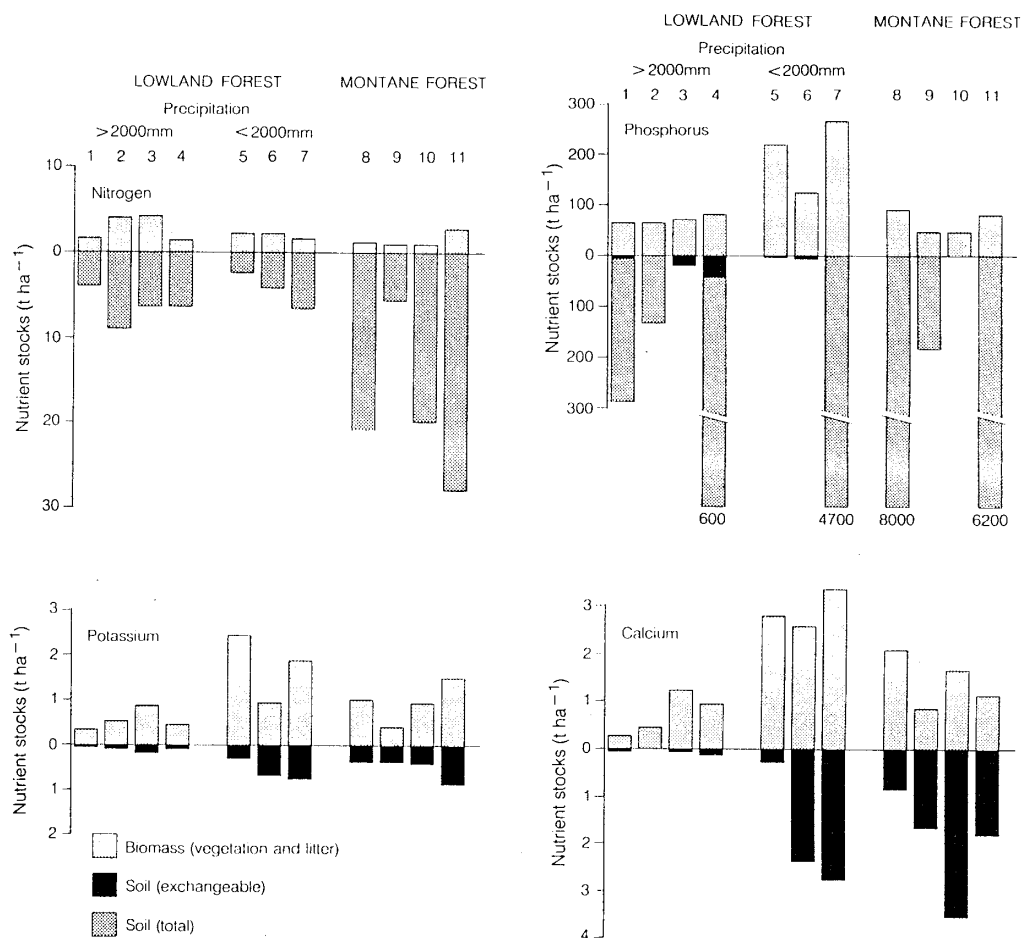 LOWLAND FOREST MONTANE FOREST
Precipitation
>2000mm <2000mm
1 2 3 4 5 6 7 8 9 10 11
10
Nitrogen
0
10
20
30
Nutrient stocks (t ha−1)
LOWLAND FOREST MONTANE FOREST
Precipitation
>2000mm <2000mm
1 2 3 4 5 6 7 8 9 10 11
300
Phosphorus
200
100
0
100
200
300
Nutrient stocks (t ha−1)
600 4700 8000 6200
3
Potassium
2
1
0
1
2
Nutrient stocks (t ha−1)
Biomass (vegetation and litter)
Soil (exchangeable)
Soil (total)
3
Calcium
2
1
0
1
2
3
4
Nutrient stocks (t ha−1)